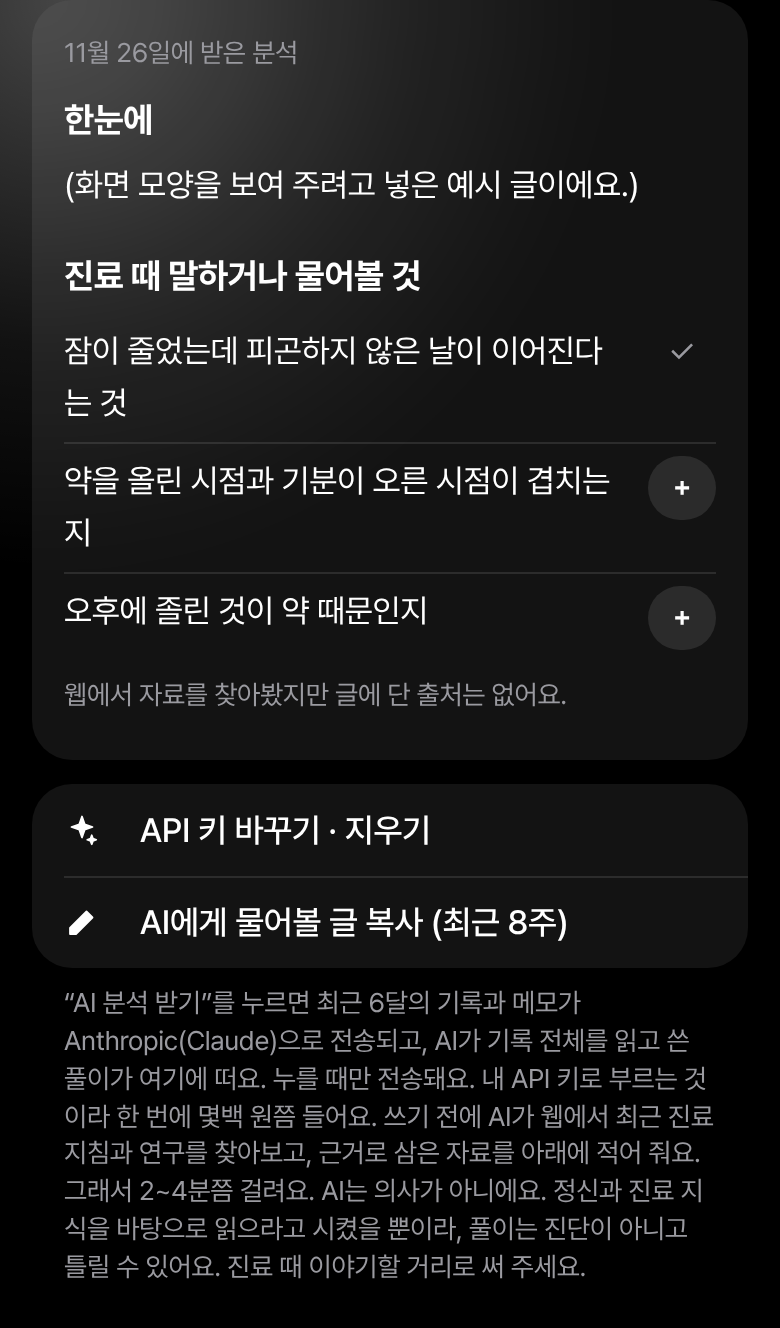 11월 26일에 받은 분석
한눈에
(화면 모양을 보여 주려고 넣은 예시 글이에요.)
진료 때 말하거나 물어볼 것
잠이 줄었는데 피곤하지 않은 날이 이어진다
는 것
약을 올린 시점과 기분이 오른 시점이 겹치는
지
오후에 졸린 것이 약 때문인지
웹에서 자료를 찾아봤지만 글에 단 출처는 없어요.
API 키 바꾸기 · 지우기
AI에게 물어볼 글 복사 (최근 8주)
“AI 분석 받기”를 누르면 최근 6달의 기록과 메모가
Anthropic(Claude)으로 전송되고, AI가 기록 전체를 읽고 쓴
풀이가 여기에 떠요. 누를 때만 전송돼요. 내 API 키로 부르는 것
이라 한 번에 몇백 원쯤 들어요. 쓰기 전에 AI가 웹에서 최근 진료
지침과 연구를 찾아보고, 근거로 삼은 자료를 아래에 적어 줘요.
그래서 2~4분쯤 걸려요. AI는 의사가 아니에요. 정신과 진료 지
식을 바탕으로 읽으라고 시켰을 뿐이라, 풀이는 진단이 아니고
틀릴 수 있어요. 진료 때 이야기할 거리로 써 주세요.